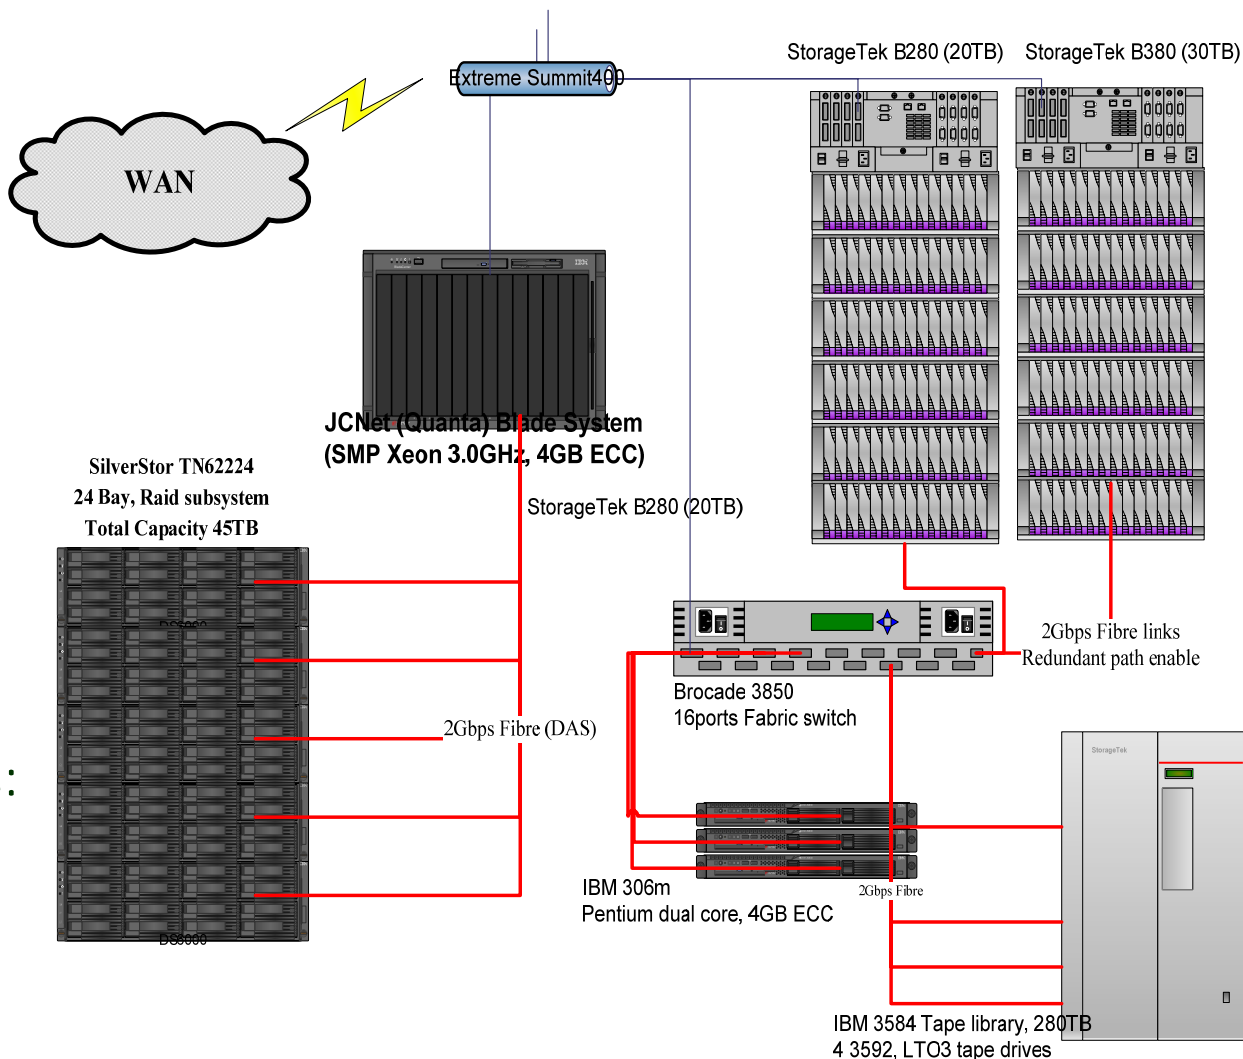 StorageTek B280 (20TB)
StorageTek B380 (30TB)
Extreme Summit400
WAN
IBM
JCNet (Quanta) Blade System
(SMP Xeon 3.0GHz, 4GB ECC)
SilverStor TN62224
24 Bay, Raid subsystem
Total Capacity 45TB
StorageTek B280 (20TB)
2Gbps Fibre links
Redundant path enable
Brocade 3850
16ports Fabric switch
2Gbps Fibre (DAS)
StorageTek
IBM 306m
Pentium dual core, 4GB ECC
2Gbps Fibre
IBM 3584 Tape library, 280TB
4 3592, LTO3 tape drives